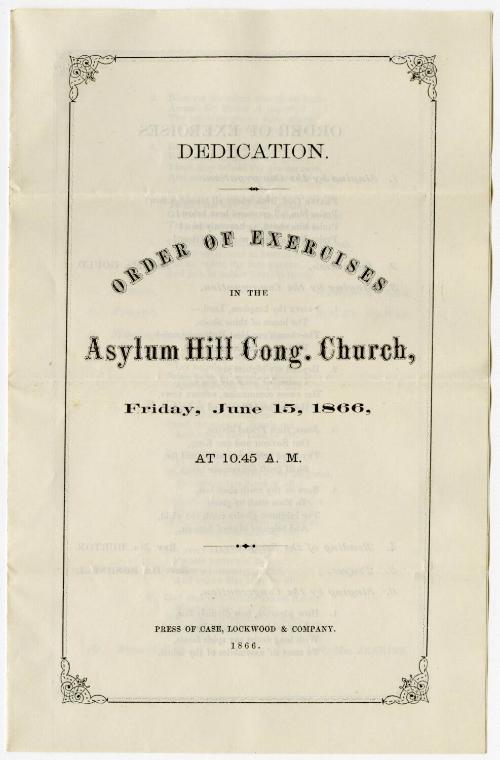 DEDICATION.
ORDER OF EXERCISES
IN THE
Asylum Hill Cong. Church,
Friday, June 15, 1866,
AT 10.45 A. M.
PRESS OF CASE, LOCKWOOD & COMPANY.
1866.